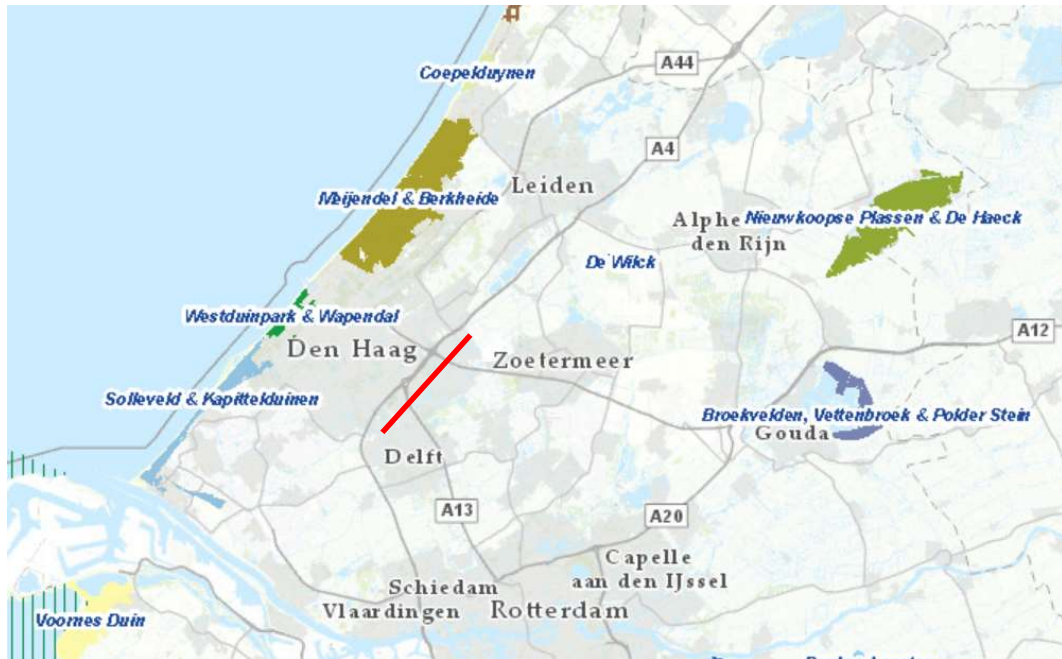 A44
Coepelduynen
A4
Leiden
Meijendel & Berkheide
Alphe Nieuwkoopse Plassen & De Haeck
den Rijn
De Wilck
Westduinpark & Wapendal
A12
Den Haag
Zoetermeer
Solleveld & Kapittelduinen
Broekvelden, Vettenbroek & Polder Stein
Gouda
Delft
A13
A20
Capelle
aan den IJssel
Schiedam
Vlaardingen
Rotterdam
Voornes Duin